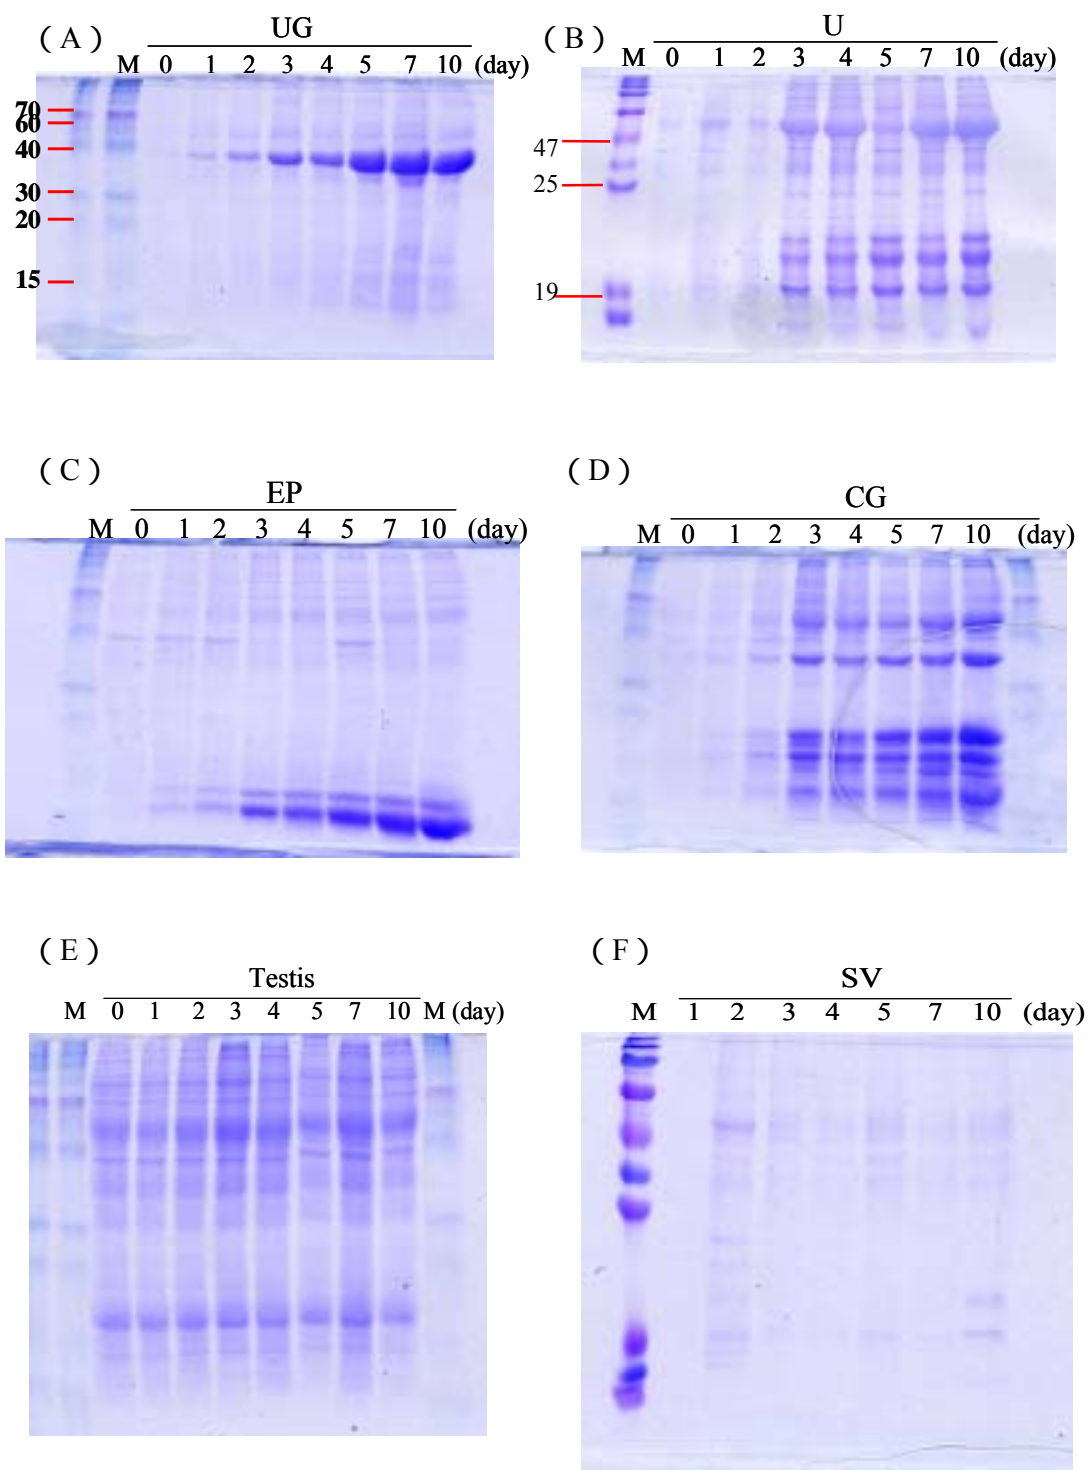 (A)
UG
M 0 1 2 3 4 5 7 10 (day)
70
60
40
30
20
15
(B)
U
M 0 1 2 3 4 5 7 10 (day)
47
25
19
(C)
EP
M 0 1 2 3 4 5 7 10 (day)
(D)
CG
M 0 1 2 3 4 5 7 10 (day)
(E)
Testis
M 0 1 2 3 4 5 7 10 M (day)
(F)
SV
M 1 2 3 4 5 7 10 (day)